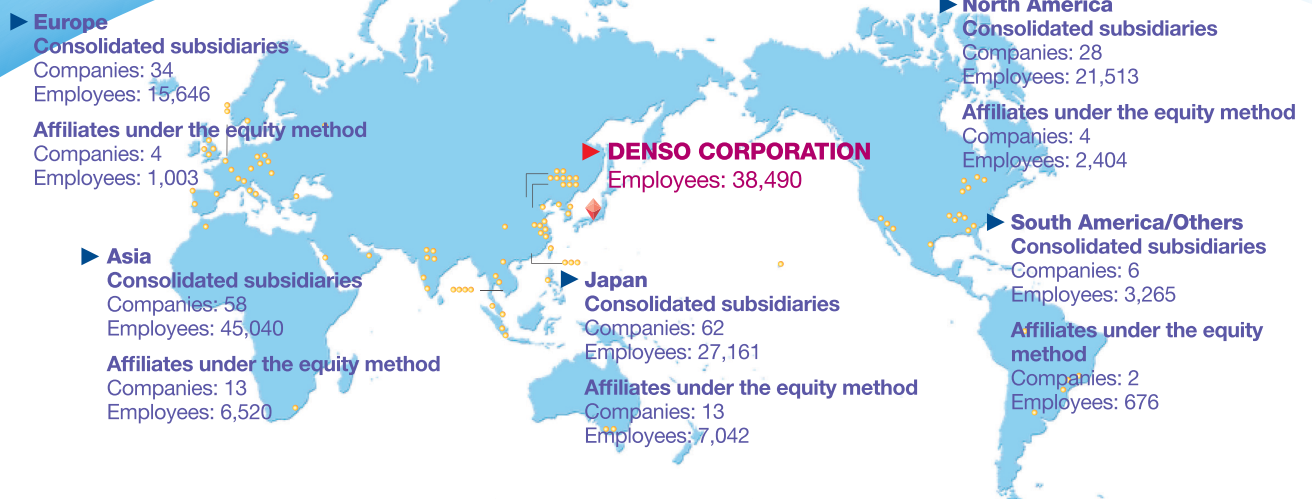 Europe
Consolidated subsidiaries
Companies: 34
Employees: 15,646
Affiliates under the equity method
Companies: 4
Employees: 1,003
North America
Consolidated subsidiaries
Companies: 28
Employees: 21,513
Affiliates under the equity method
Companies: 4
Employees: 2,404
DENSO CORPORATION
Employees: 38,490
Asia
Consolidated subsidiaries
Companies: 58
Employees: 45,040
Affiliates under the equity method
Companies: 13
Employees: 6,520
Japan
Consolidated subsidiaries
Companies: 62
Employees: 27,161
Affiliates under the equity method
Companies: 13
Employees: 7,042
South America/Others
Consolidated subsidiaries
Companies: 6
Employees: 3,265
Affiliates under the equity
method
Companies: 2
Employees: 676